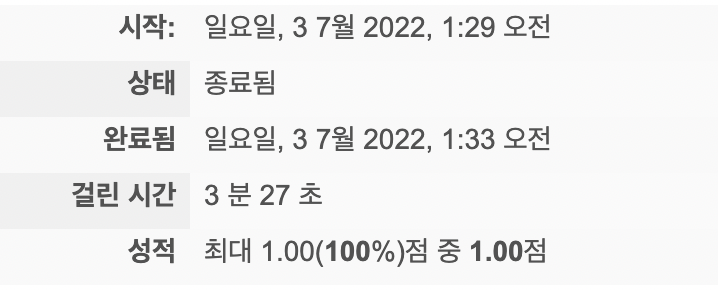 시작: 일요일, 3 7월 2022, 1:29 오전
상태 종료됨
완료됨 일요일, 3 7월 2022, 1:33 오전
걸린 시간 3 분 27 초
성적 최대 1.00(100%)점 중 1.00점